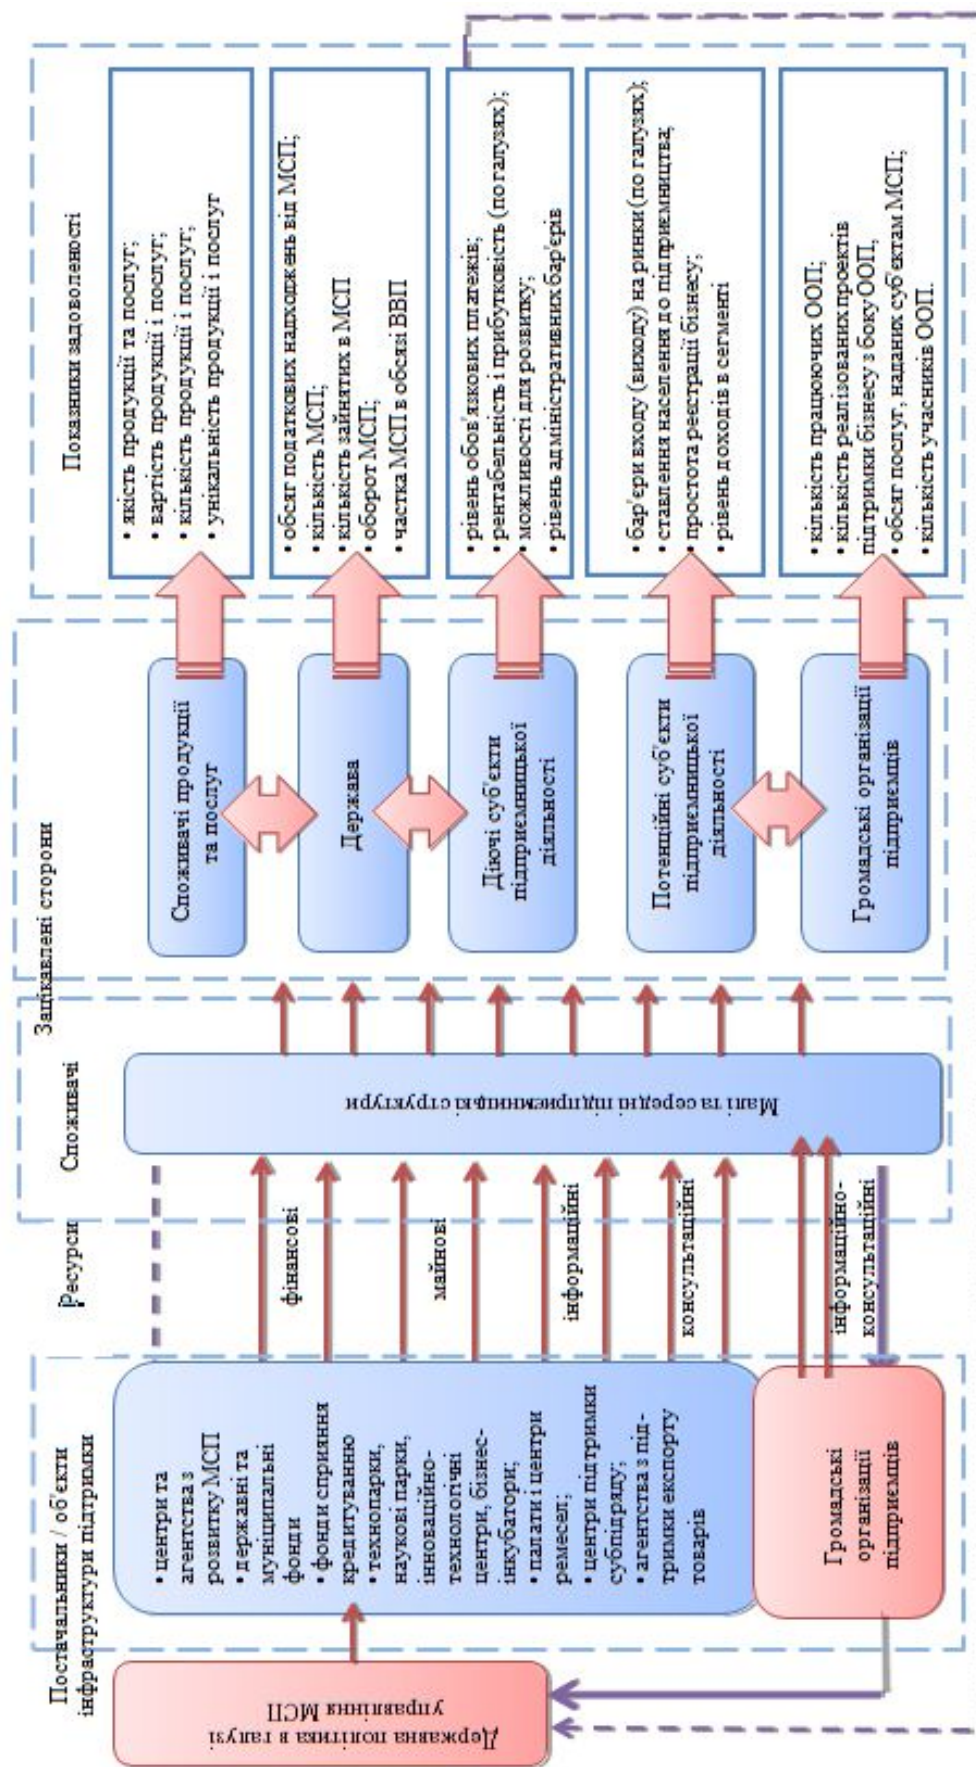 Постачальники / об'єкти
інфраструктури підтримки
Ресурси
Споживачі
Зацікавлені сторони
Показники задоволеності
Державна політика в галузі
управління МСП
• центри та
агентства з
розвитку МСП
• державні та
муніципальні
фонди
• фонди сприяння
кредитуванню
• технопарки,
наукові парки,
інноваційно-
технологічні
центри, бізнес-
інкубатори;
• палати і центри
ремесел;
• центри підтримки
субпідряду;
• агентства з під-
тримки експорту
товарів
Громадські
організації
підприємців
фінансові
майнові
інформаційні
консультаційні
інформаційно-
консультаційні
Малі та середні підприємницькі структури
Споживачі продукції
та послуг
Держава
Діючі суб'єкти
підприємницької
діяльності
Потенційні суб'єкти
підприємницької
діяльності
Громадські організації
підприємців
• якість продукції та послуг;
• вартість продукції і послуг;
• кількість продукції і послуг;
• унікальність продукції і послуг
• обсяг податкових надходжень від МСП;
• кількість МСП;
• кількість зайнятих в МСП
• оборот МСП;
• частка МСП в обсязі ВВП
• рівень обов'язкових платежів;
• рентабельність і прибутковість (по галузях);
• можливості для розвитку;
• рівень адміністративних бар'єрів
• бар'єри входу (виходу) на ринки (по галузях);
• ставлення населення до підприємництва;
• простота реєстрації бізнесу;
• рівень доходів в сегменті
• кількість працюючих ООП;
• кількість реалізованих проектів
підтримки бізнесу з боку ООП,
• обсяг послуг, наданих суб'єктам МСП;
• кількість учасників ООП.